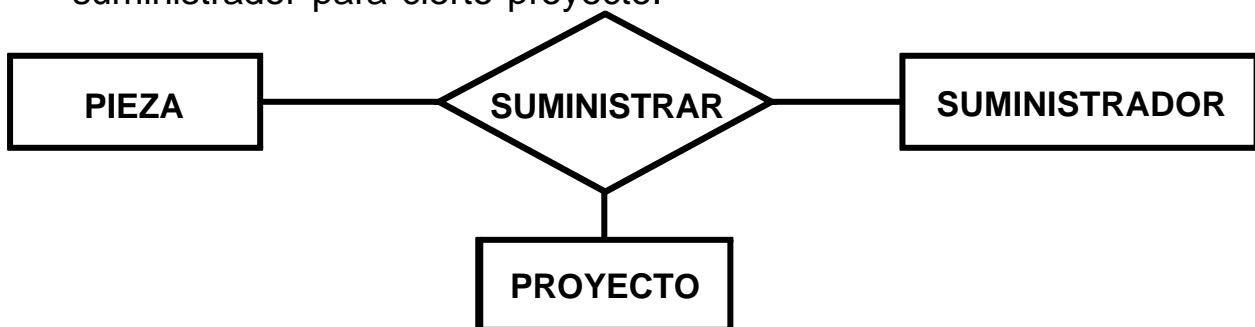 suministrador para cierto proyecto.
PIEZA SUMINISTRAR SUMINISTRADOR
PROYECTO